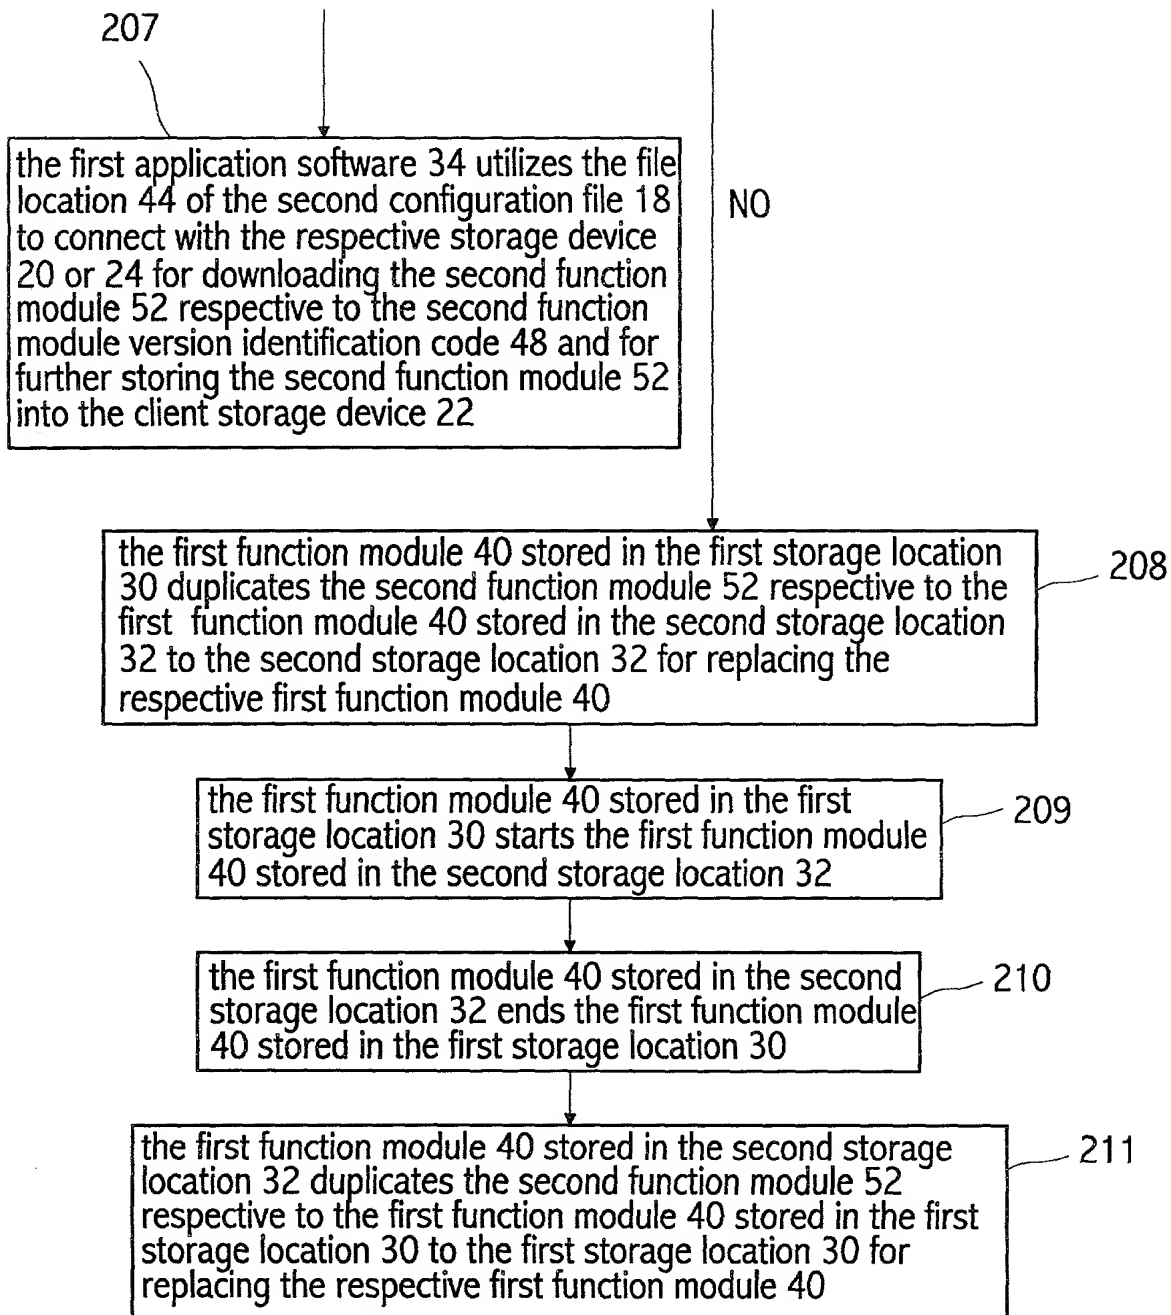 207
the first application software 34 utilizes the file
location 44 of the second configuration file 18
to connect with the respective storage device
20 or 24 for downloading the second function
module 52 respective to the second function
module version identification code 48 and for
further storing the second function module 52
into the client storage device 22
NO
the first function module 40 stored in the first storage location
30 duplicates the second function module 52 respective to the
first function module 40 stored in the second storage location
32 to the second storage location 32 for replacing the
respective first function module 40
208
the first function module 40 stored in the first
storage location 30 starts the first function module
40 stored in the second storage location 32
209
the first function module 40 stored in the second
storage location 32 ends the first function module
40 stored in the first storage location 30
210
the first function module 40 stored in the second storage
location 32 duplicates the second function module 52
respective to the first function module 40 stored in the first
storage location 30 to the first storage location 30 for
replacing the respective first function module 40
211